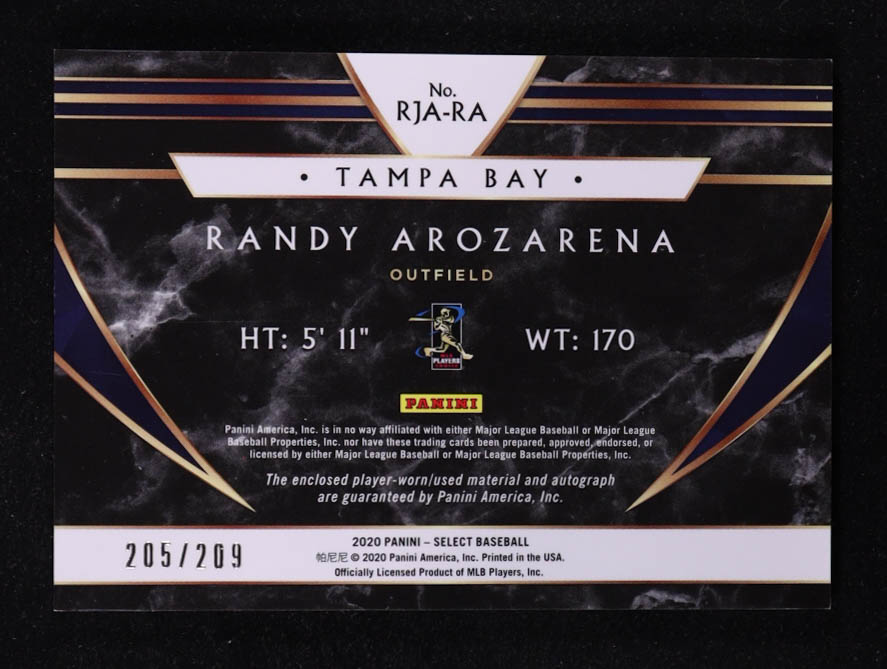 No.
RJA-RA
• TAMPA BAY •
RANDY AROZARENA
OUTFIELD
HT: 5' 11"
WT: 170
MLB
PLAYERS
CHOICE
PANINI
Panini America, Inc. is in no way affiliated with either Major League Baseball or Major League
Baseball Properties, Inc. nor have these trading cards been prepared, approved, endorsed, or
licensed by either Major League Baseball or Major League Baseball Properties, Inc.
The enclosed player-worn/used material and autograph
are guaranteed by Panini America, Inc.
205/209
2020 PANINI – SELECT BASEBALL
帕尼尼 © 2020 Panini America, Inc. Printed in the USA.
Officially Licensed Product of MLB Players, Inc.